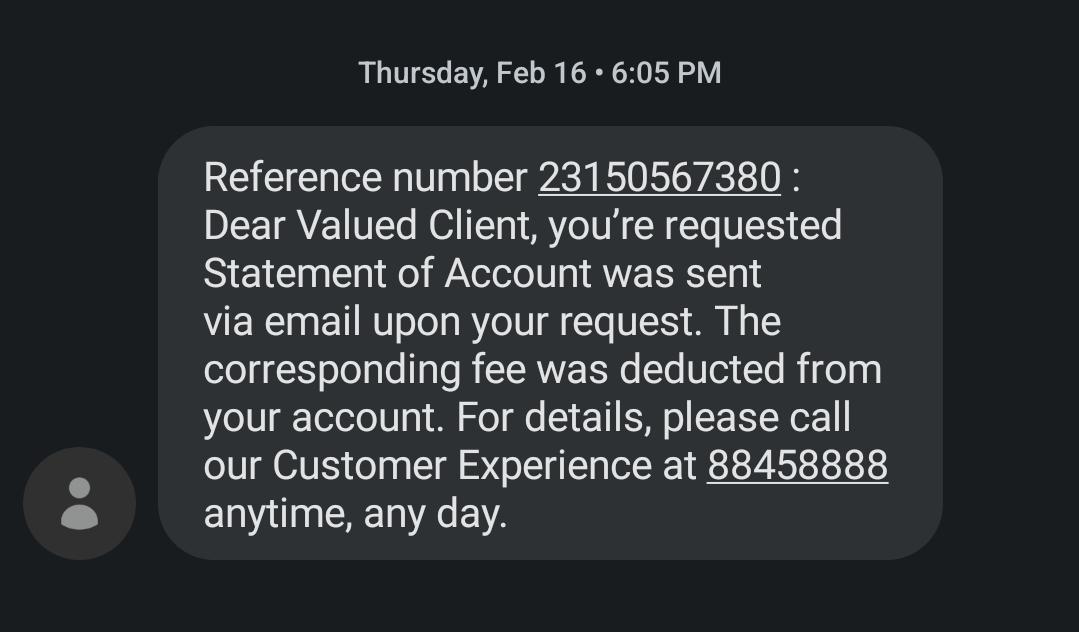 Thursday, Feb 16 • 6:05 PM
Reference number 23150567380 :
Dear Valued Client, you’re requested
Statement of Account was sent
via email upon your request. The
corresponding fee was deducted from
your account. For details, please call
our Customer Experience at 88458888
anytime, any day.